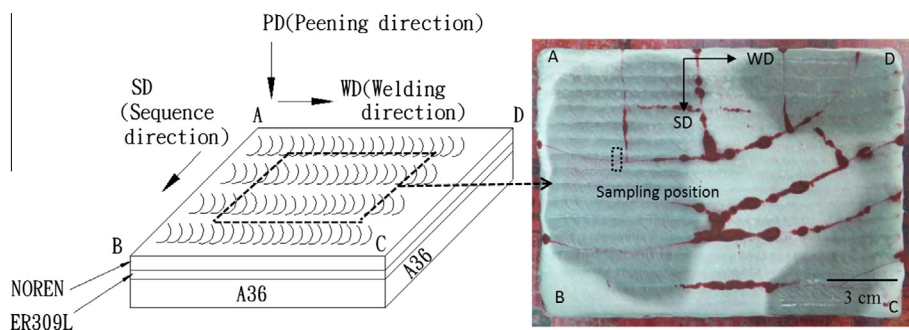 PD(Peening direction)
SD
(Sequence
direction)
WD(Welding
direction)
A
D
B
C
NOREN
ER309L
A36
A36
A
WD
D
SD
Sampling position
3 cm
B
C